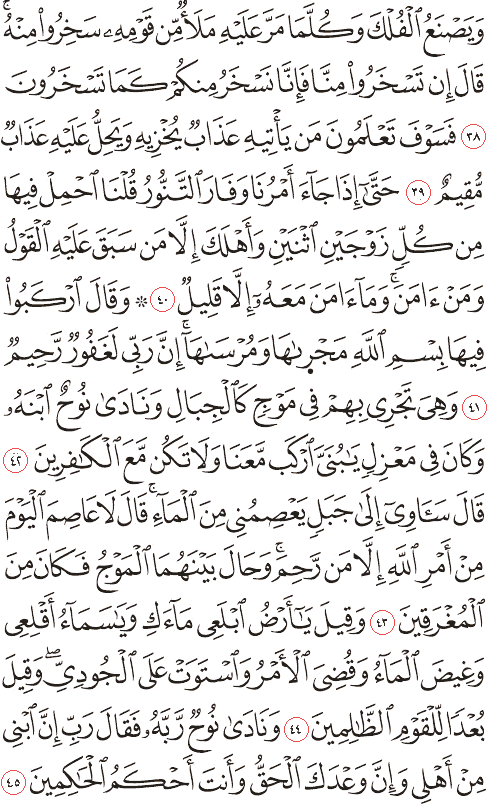 وَيَصْنَعُ ٱلْفُلْكَ وَكُلَّمَا مَرَّ عَلَيْهِ مَلَأٌ مِّن قَوْمِهِۦ سَخِرُوا۟ مِنْهُ ۚ
قَالَ إِن تَسْخَرُوا۟ مِنَّا فَإِنَّا نَسْخَرُ مِنكُمْ كَمَا تَسْخَرُونَ
٣٨ فَسَوْفَ تَعْلَمُونَ مَن يَأْتِيهِ عَذَابٌ يُخْزِيهِ وَيَحِلُّ عَلَيْهِ عَذَابٌ
مُّقِيمٌ ٣٩ حَتَّىٰٓ إِذَا جَآءَ أَمْرُنَا وَفَارَ ٱلتَّنُّورُ قُلْنَا ٱحْمِلْ فِيهَا
مِن كُلٍّ زَوْجَيْنِ ٱثْنَيْنِ وَأَهْلَكَ إِلَّا مَن سَبَقَ عَلَيْهِ ٱلْقَوْلُ
وَمَنْ ءَامَنَ ۚ وَمَآ ءَامَنَ مَعَهُۥٓ إِلَّا قَلِيلٌ ٤٠ ۞ وَقَالَ ٱرْكَبُوا۟
فِيهَا بِسْمِ ٱللَّهِ مَجْر۪ىٰهَا وَمُرْسَىٰهَآ ۚ إِنَّ رَبِّى لَغَفُورٌ رَّحِيمٌ
٤١ وَهِىَ تَجْرِى بِهِمْ فِى مَوْجٍ كَٱلْجِبَالِ وَنَادَىٰ نُوحٌ ٱبْنَهُۥ
وَكَانَ فِى مَعْزِلٍ يَـٰبُنَىَّ ٱرْكَب مَّعَنَا وَلَا تَكُن مَّعَ ٱلْكَـٰفِرِينَ ٤٢
قَالَ سَـَٔاوِىٓ إِلَىٰ جَبَلٍ يَعْصِمُنِى مِنَ ٱلْمَآءِ ۚ قَالَ لَا عَاصِمَ ٱلْيَوْمَ
مِنْ أَمْرِ ٱللَّهِ إِلَّا مَن رَّحِمَ ۚ وَحَالَ بَيْنَهُمَا ٱلْمَوْجُ فَكَانَ مِنَ
ٱلْمُغْرَقِينَ ٤٣ وَقِيلَ يَـٰٓأَرْضُ ٱبْلَعِى مَآءَكِ وَيَـٰسَمَآءُ أَقْلِعِى
وَغِيضَ ٱلْمَآءُ وَقُضِىَ ٱلْأَمْرُ وَٱسْتَوَتْ عَلَى ٱلْجُودِىِّ ۖ وَقِيلَ
بُعْدًا لِّلْقَوْمِ ٱلظَّـٰلِمِينَ ٤٤ وَنَادَىٰ نُوحٌ رَّبَّهُۥ فَقَالَ رَبِّ إِنَّ ٱبْنِى
مِنْ أَهْلِى وَإِنَّ وَعْدَكَ ٱلْحَقُّ وَأَنتَ أَحْكَمُ ٱلْحَـٰكِمِينَ ٤٥